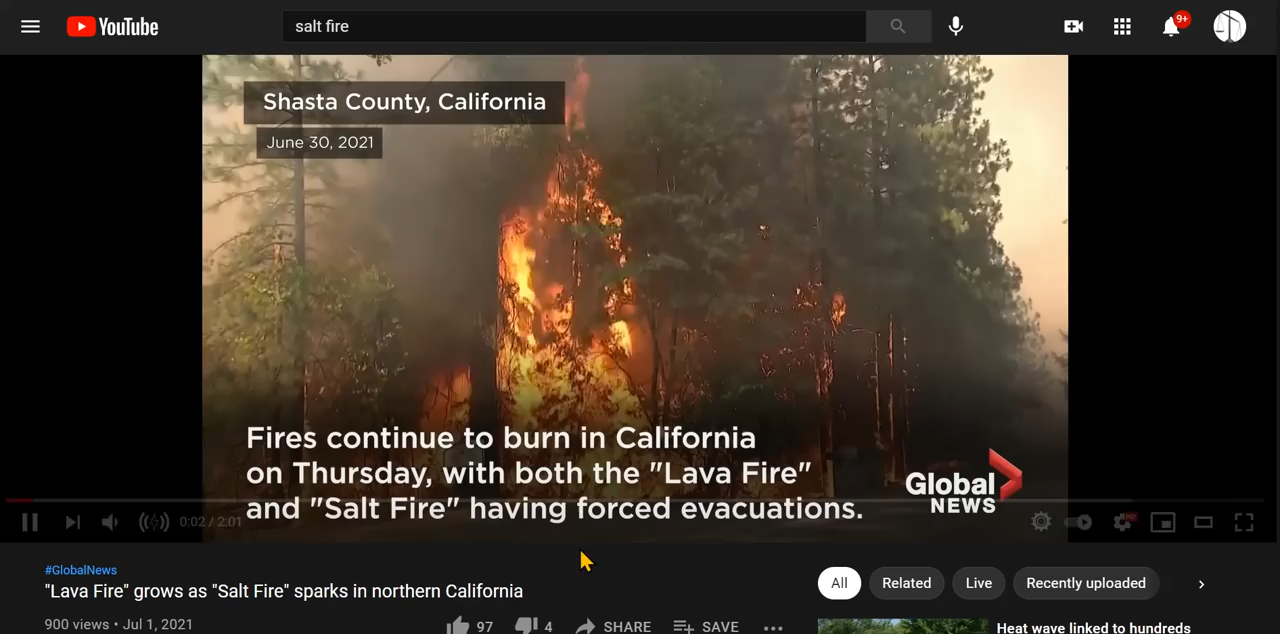 YouTube
salt fire
9+
Shasta County, California
June 30, 2021
Fires continue to burn in California
on Thursday, with both the "Lava Fire"
and "Salt Fire" having forced evacuations.
Global
NEWS
0:02 / 2:01
HD
#GlobalNews
"Lava Fire" grows as "Salt Fire" sparks in northern California
All
Related
Live
Recently uploaded
900 views • Jul 1, 2021
97
4
SHARE
SAVE
Heat wave linked to hundreds